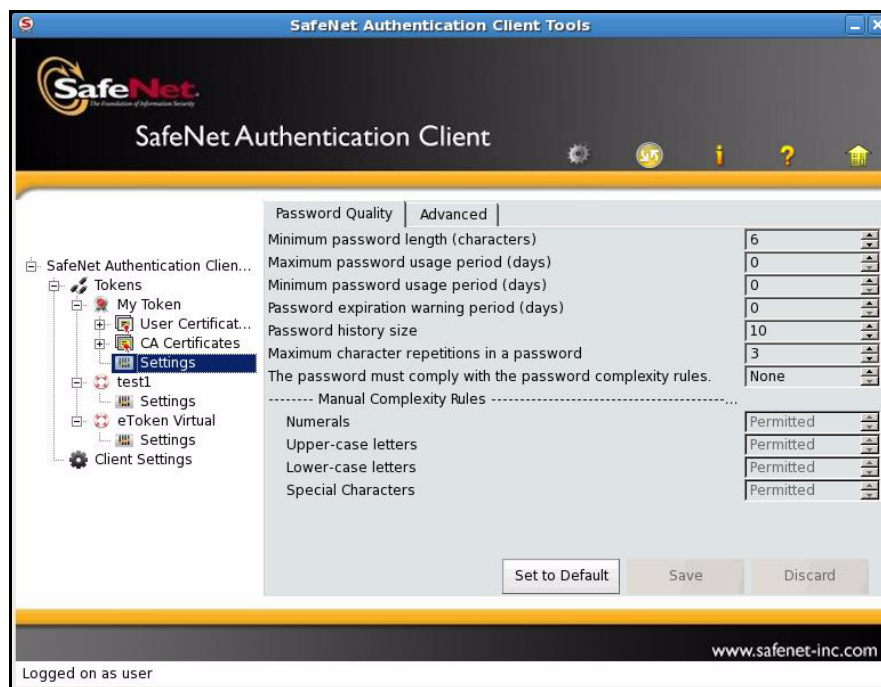 SafeNet Authentication Client Tools
SafeNet.
The Foundation of Information Security
SafeNet Authentication Client
Password Quality
Advanced
SafeNet Authentication Clien...
Tokens
My Token
User Certificat...
CA Certificates
Settings
test1
Settings
eToken Virtual
Settings
Client Settings
Minimum password length (characters) 6
Maximum password usage period (days) 0
Minimum password usage period (days) 0
Password expiration warning period (days) 0
Password history size 10
Maximum character repetitions in a password 3
The password must comply with the password complexity rules. None
-------- Manual Complexity Rules ----------------------------------------...
Numerals Permitted
Upper-case letters Permitted
Lower-case letters Permitted
Special Characters Permitted
Set to Default
Save
Discard
www.safenet-inc.com
Logged on as user